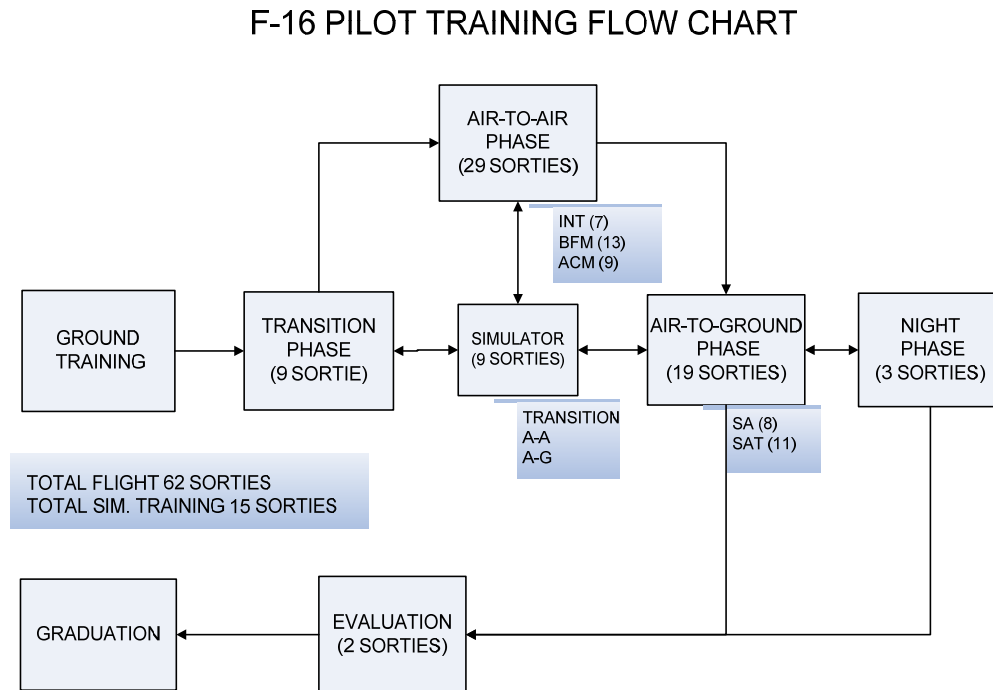 F-16 PILOT TRAINING FLOW CHART
AIR-TO-AIR
PHASE
(29 SORTIES)
INT (7)
BFM (13)
ACM (9)
GROUND
TRAINING
TRANSITION
PHASE
(9 SORTIE)
SIMULATOR
(9 SORTIES)
AIR-TO-GROUND
PHASE
(19 SORTIES)
NIGHT
PHASE
(3 SORTIES)
TRANSITION
A-A
A-G
SA (8)
SAT (11)
TOTAL FLIGHT 62 SORTIES
TOTAL SIM. TRAINING 15 SORTIES
GRADUATION
EVALUATION
(2 SORTIES)